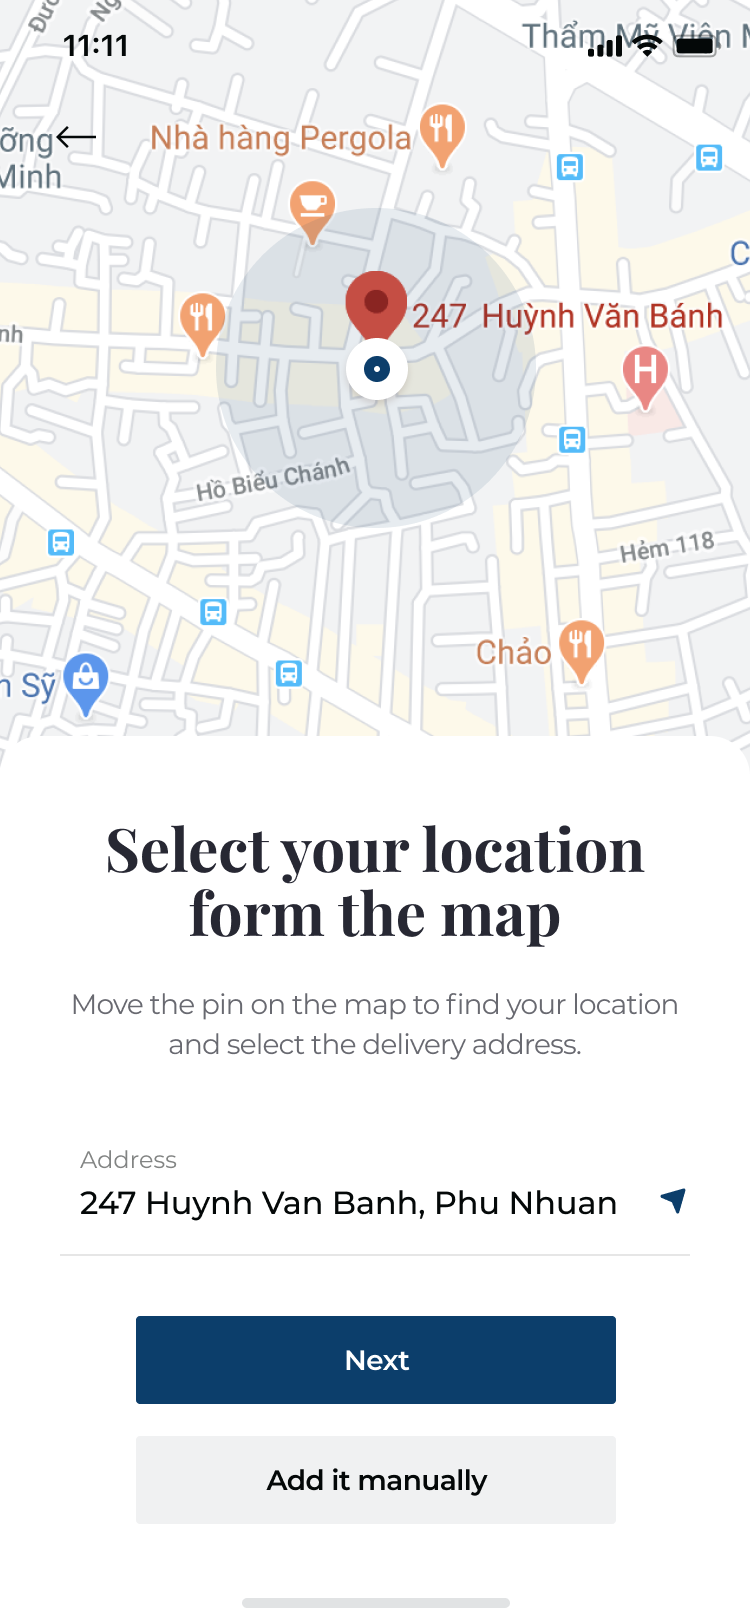 11:11
Thẩm Mỹ Viện
Nhà hàng Pergola
Minh
247 Huỳnh Văn Bánh
H
Hồ Biểu Chánh
Hẻm 118
Chảo
Sỹ
Select your location
form the map
Move the pin on the map to find your location
and select the delivery address.
Address
247 Huynh Van Banh, Phu Nhuan
Next
Add it manually